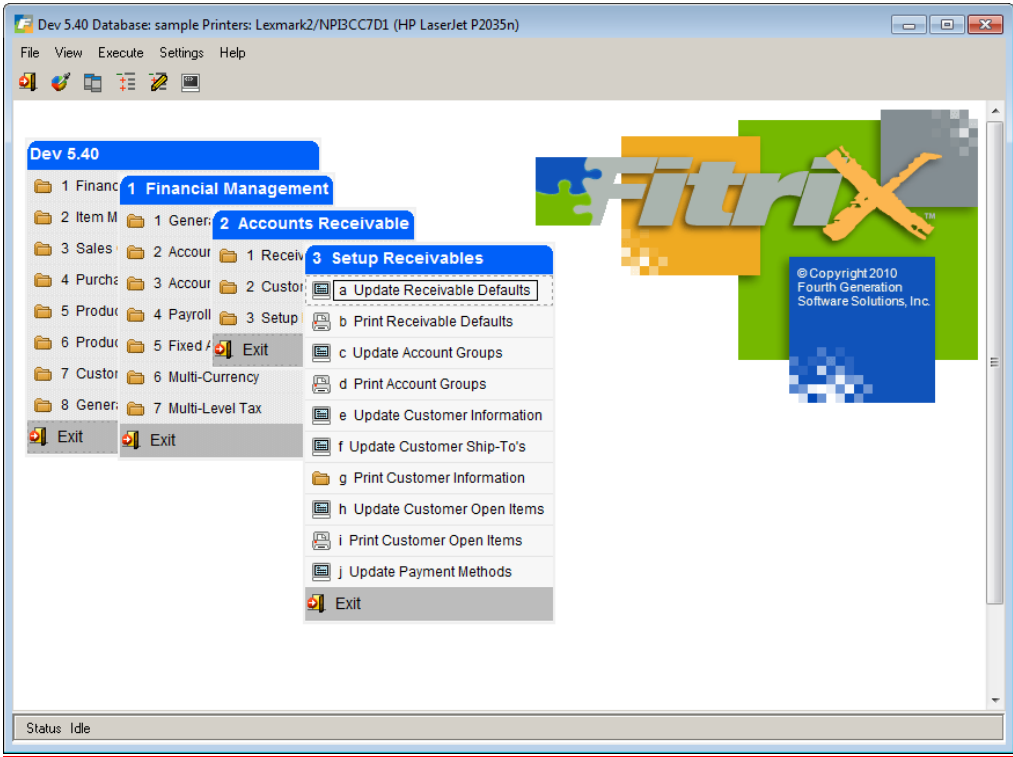 Dev 5.40 Database: sample Printers: Lexmark2/NPI3CC7D1 (HP LaserJet P2035n)
File View Execute Settings Help
Dev 5.40
1 Financ
2 Item M
3 Sales
4 Purcha
5 Produc
6 Produc
7 Custor
8 Genera
Exit
1 Financial Management
1 Genera
2 Accour
3 Accour
4 Payroll
5 Fixed A
6 Multi-Currency
7 Multi-Level Tax
Exit
2 Accounts Receivable
1 Receiv
2 Custor
3 Setup
Exit
3 Setup Receivables
a Update Receivable Defaults
b Print Receivable Defaults
c Update Account Groups
d Print Account Groups
e Update Customer Information
f Update Customer Ship-To's
g Print Customer Information
h Update Customer Open Items
i Print Customer Open Items
j Update Payment Methods
Exit
FitriX
TM
©Copyright 2010
Fourth Generation
Software Solutions, Inc.
Status Idle